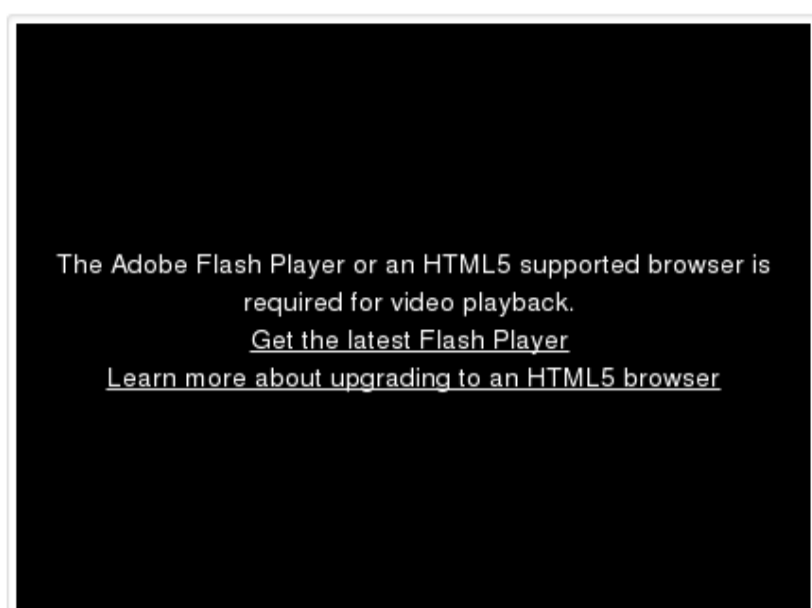 The Adobe Flash Player or an HTML5 supported browser is
required for video playback.
Get the latest Flash Player
Learn more about upgrading to an HTML5 browser